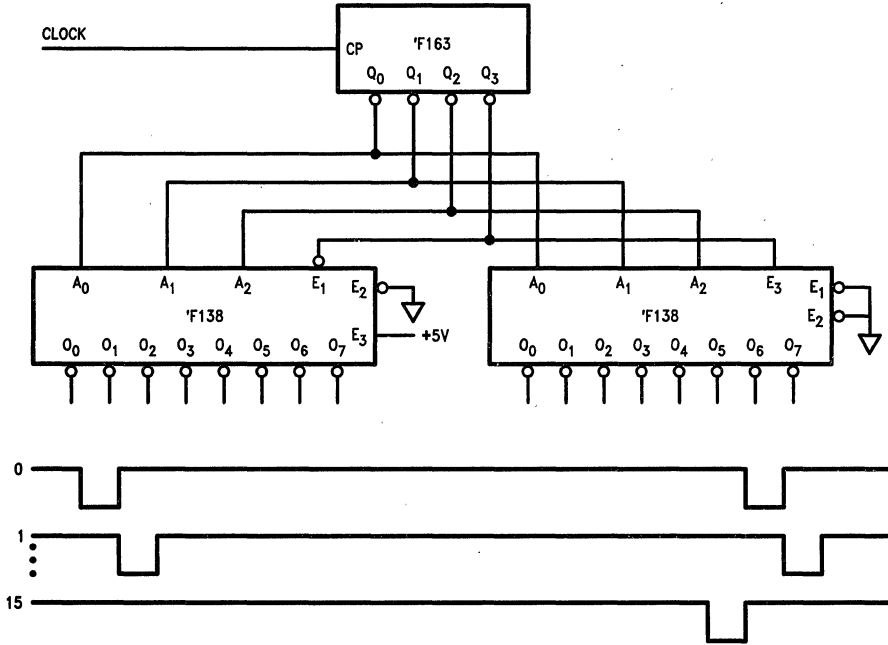 CLOCK
CP
'F163
Q0 Q1 Q2 Q3
A0 A1 A2 E1 E2
'F138
E3 +5V
O0 O1 O2 O3 O4 O5 O6 O7
A0 A1 A2 E3 E1
'F138
E2
O0 O1 O2 O3 O4 O5 O6 O7
0
1
15